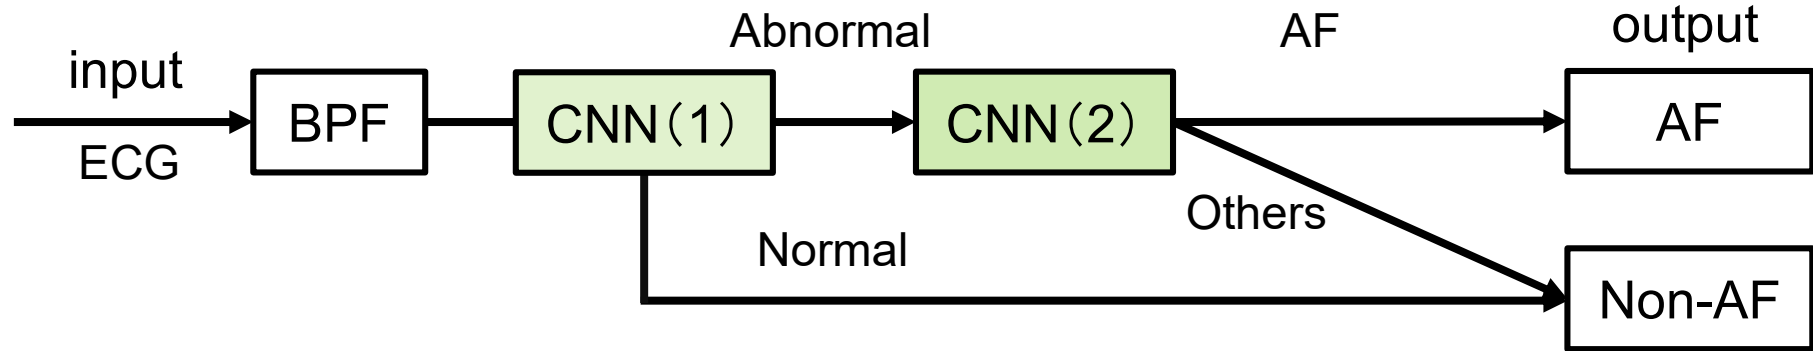 input
ECG
BPF
CNN（1）
Abnormal
CNN（2）
AF
Others
Normal
output
AF
Non-AF